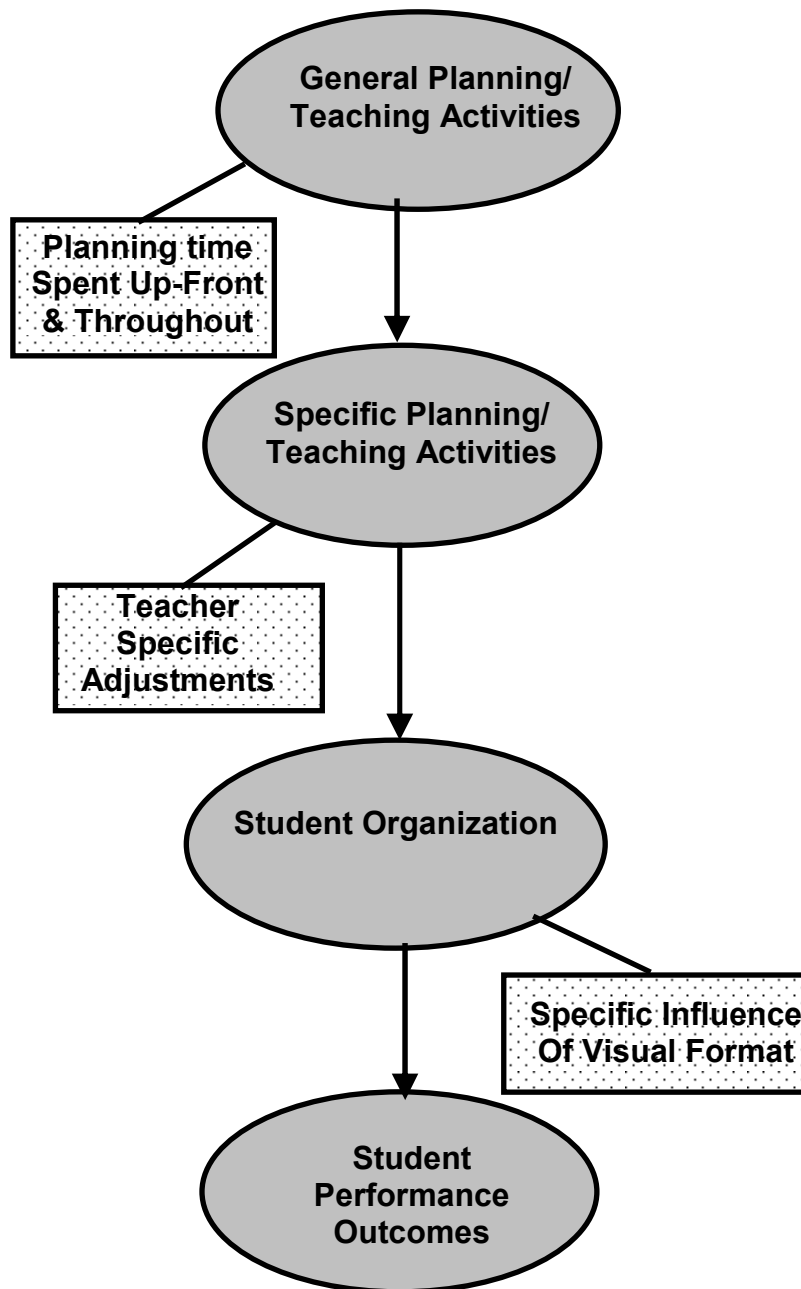 General Planning/
Teaching Activities
Planning time
Spent Up-Front
& Throughout
Specific Planning/
Teaching Activities
Teacher
Specific
Adjustments
Student Organization
Specific Influence
Of Visual Format
Student
Performance
Outcomes